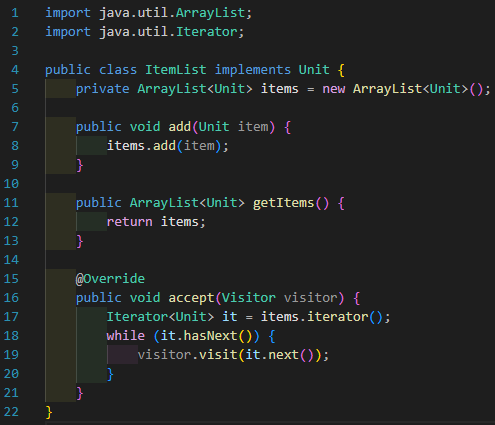 1 import java.util.ArrayList;
2 import java.util.Iterator;
3
4 public class ItemList implements Unit {
5     private ArrayList<Unit> items = new ArrayList<Unit>();
6
7     public void add(Unit item) {
8         items.add(item);
9     }
10
11     public ArrayList<Unit> getItems() {
12         return items;
13     }
14
15     @Override
16     public void accept(Visitor visitor) {
17         Iterator<Unit> it = items.iterator();
18         while (it.hasNext()) {
19             visitor.visit(it.next());
20         }
21     }
22 }